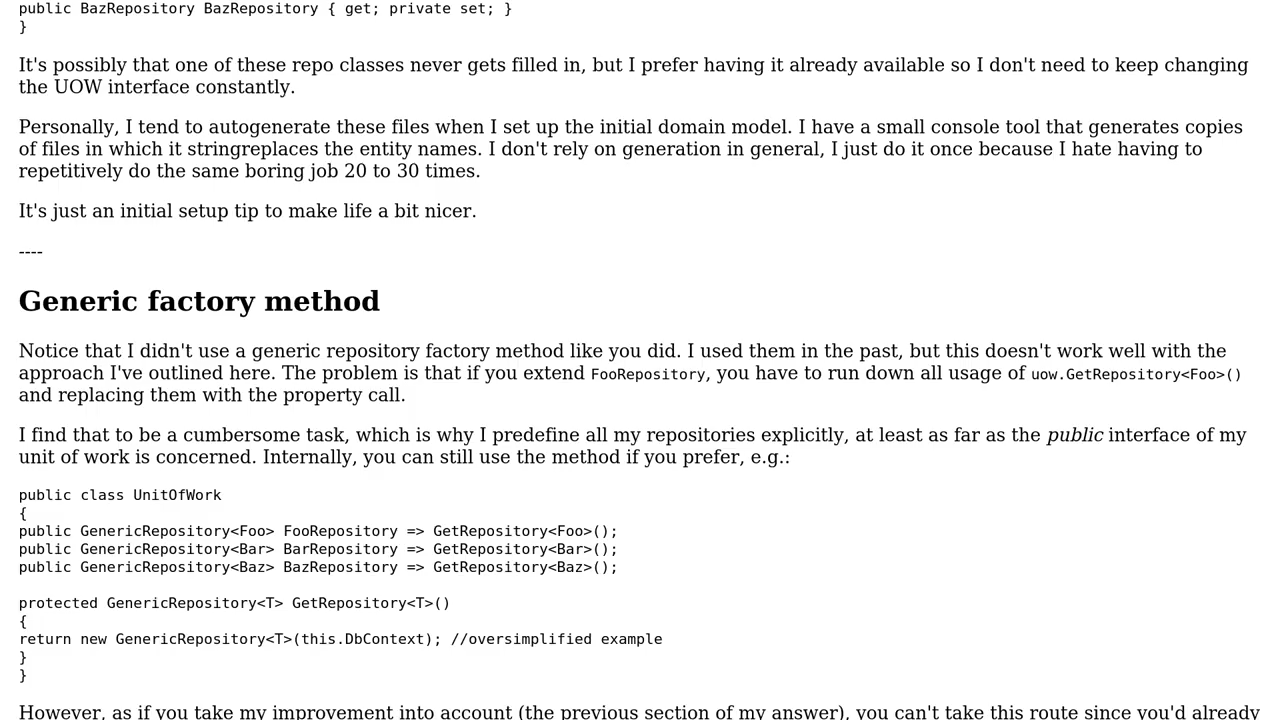 public BazRepository BazRepository { get; private set; }
}
It's possibly that one of these repo classes never gets filled in, but I prefer having it already available so I don't need to keep changing
the UOW interface constantly.
Personally, I tend to autogenerate these files when I set up the initial domain model. I have a small console tool that generates copies
of files in which it stringreplaces the entity names. I don't rely on generation in general, I just do it once because I hate having to
repetitively do the same boring job 20 to 30 times.
It's just an initial setup tip to make life a bit nicer.
----
Generic factory method
Notice that I didn't use a generic repository factory method like you did. I used them in the past, but this doesn't work well with the
approach I've outlined here. The problem is that if you extend FooRepository, you have to run down all usage of uow.GetRepository<Foo>()
and replacing them with the property call.
I find that to be a cumbersome task, which is why I predefine all my repositories explicitly, at least as far as the public interface of my
unit of work is concerned. Internally, you can still use the method if you prefer, e.g.:
public class UnitOfWork
{
public GenericRepository<Foo> FooRepository => GetRepository<Foo>();
public GenericRepository<Bar> BarRepository => GetRepository<Bar>();
public GenericRepository<Baz> BazRepository => GetRepository<Baz>();
protected GenericRepository<T> GetRepository<T>()
{
return new GenericRepository<T>(this.DbContext); //oversimplified example
}
}
However, as if you take my improvement into account (the previous section of my answer), you can't take this route since you'd already